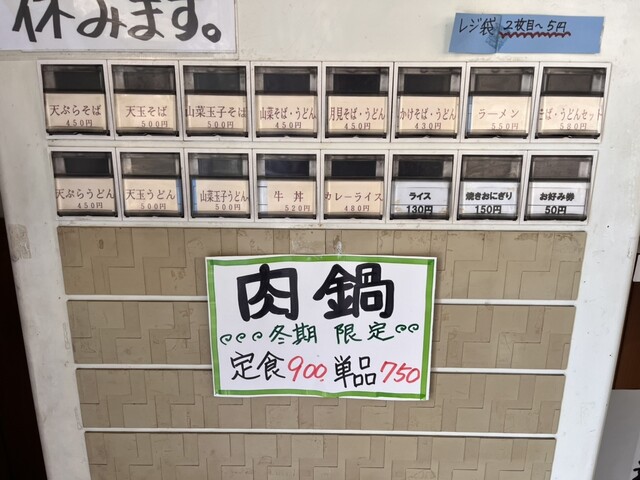 休みます。
レジ袋 2枚目〜5円
天ぷらそば
450円
天玉そば
500円
山菜玉子そば
500円
山菜そば・うどん
450円
月見そば・うどん
450円
かけそば・うどん
430円
ラーメン
550円
そば・うどんセット
580円
天ぷらうどん
450円
天玉うどん
500円
山菜玉子うどん
500円
牛丼
520円
カレーライス
480円
ライス
130円
焼きおにぎり
150円
お好み券
50円
肉鍋
冬期 限定
定食900 単品750